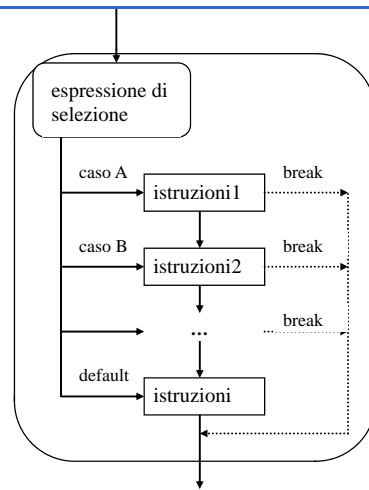 espressione di
selezione
caso A
istruzioni1
break
caso B
istruzioni2
break
...
break
default
istruzioni